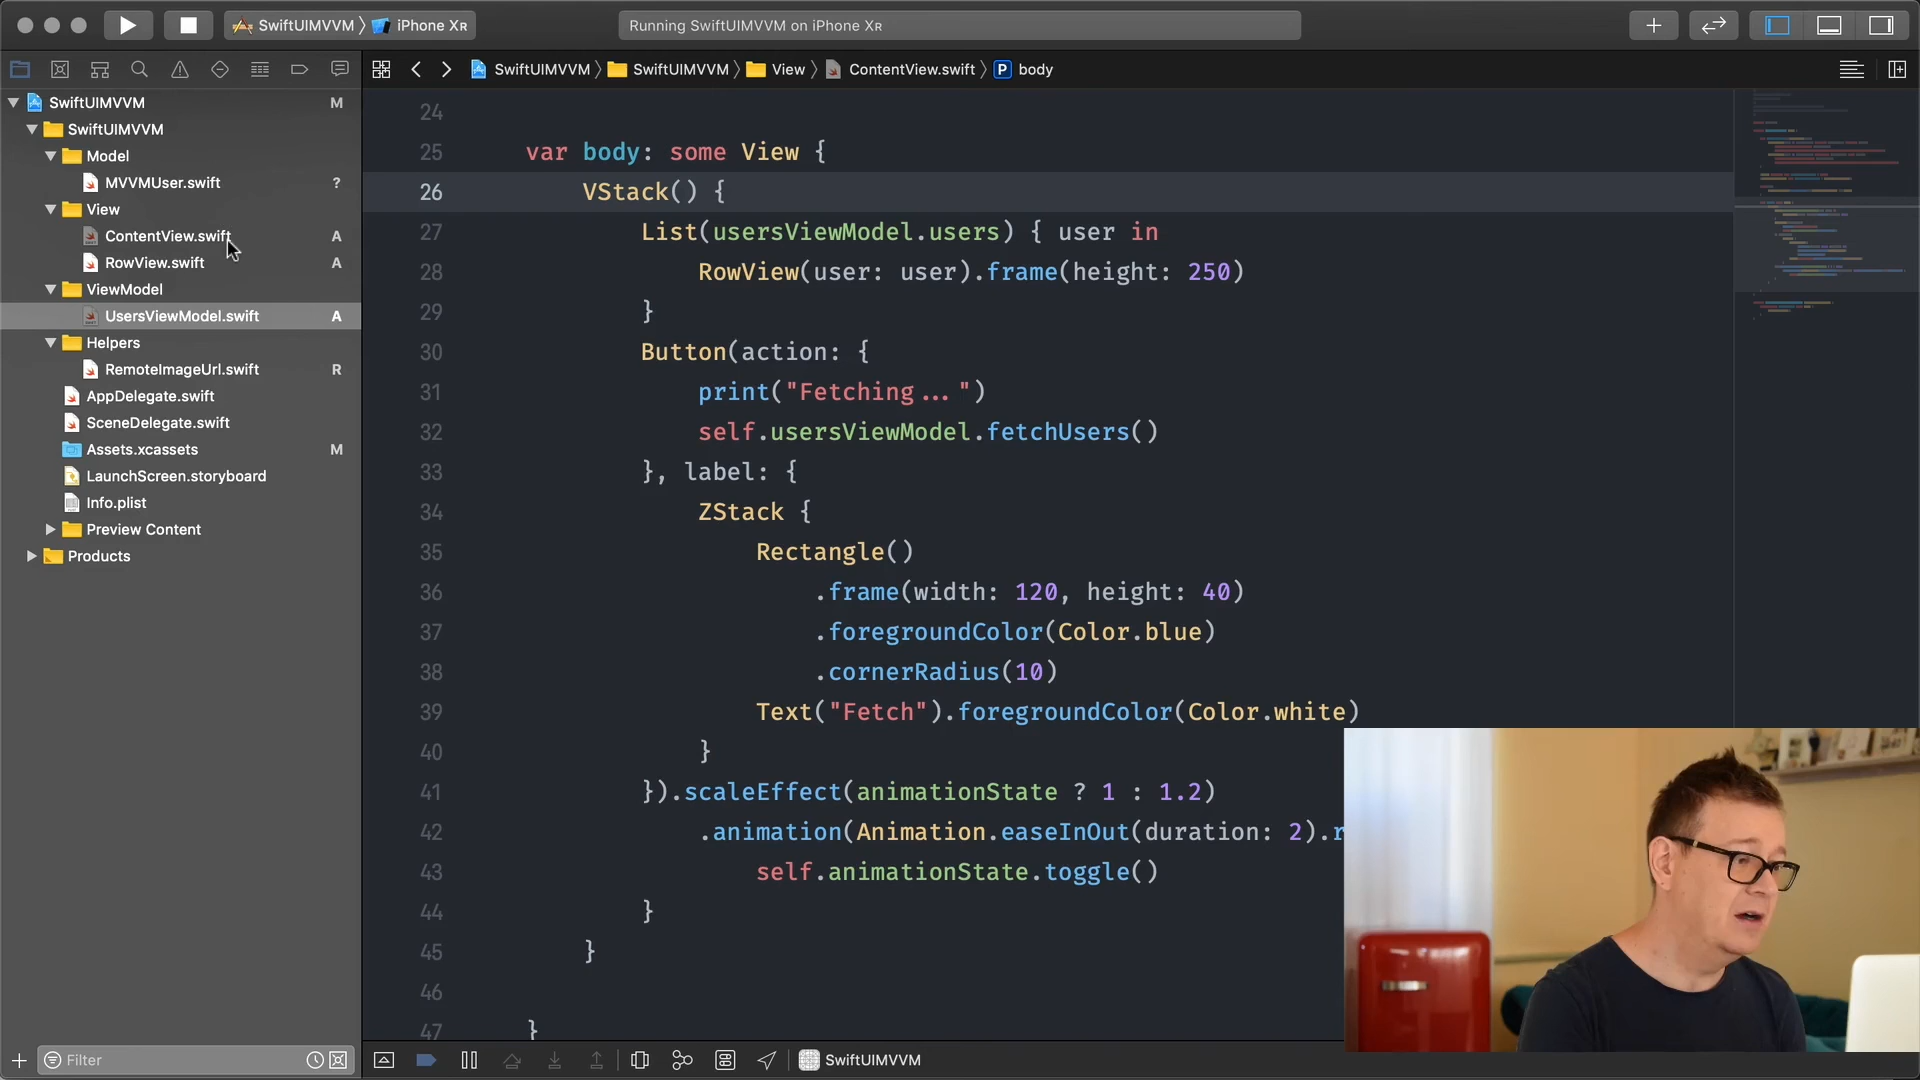 SwiftUIMVVM 〉 iPhone Xʀ
Running SwiftUIMVVM on iPhone Xʀ
SwiftUIMVVM 〉 SwiftUIMVVM 〉 View 〉 ContentView.swift 〉 P body
SwiftUIMVVM M
SwiftUIMVVM
Model
MVVMUser.swift ?
View
ContentView.swift A
RowView.swift A
ViewModel
UsersViewModel.swift A
Helpers
RemoteImageUrl.swift R
AppDelegate.swift
SceneDelegate.swift
Assets.xcassets M
LaunchScreen.storyboard
Info.plist
Preview Content
Products
Filter
24
25 var body: some View {
26 VStack() {
27 List(usersViewModel.users) { user in
28 RowView(user: user).frame(height: 250)
29 }
30 Button(action: {
31 print("Fetching...")
32 self.usersViewModel.fetchUsers()
33 }, label: {
34 ZStack {
35 Rectangle()
36 .frame(width: 120, height: 40)
37 .foregroundColor(Color.blue)
38 .cornerRadius(10)
39 Text("Fetch").foregroundColor(Color.white)
40 }
41 }).scaleEffect(animationState ? 1 : 1.2)
42 .animation(Animation.easeInOut(duration: 2).r
43 self.animationState.toggle()
44 }
45 }
46
47 }
SwiftUIMVVM